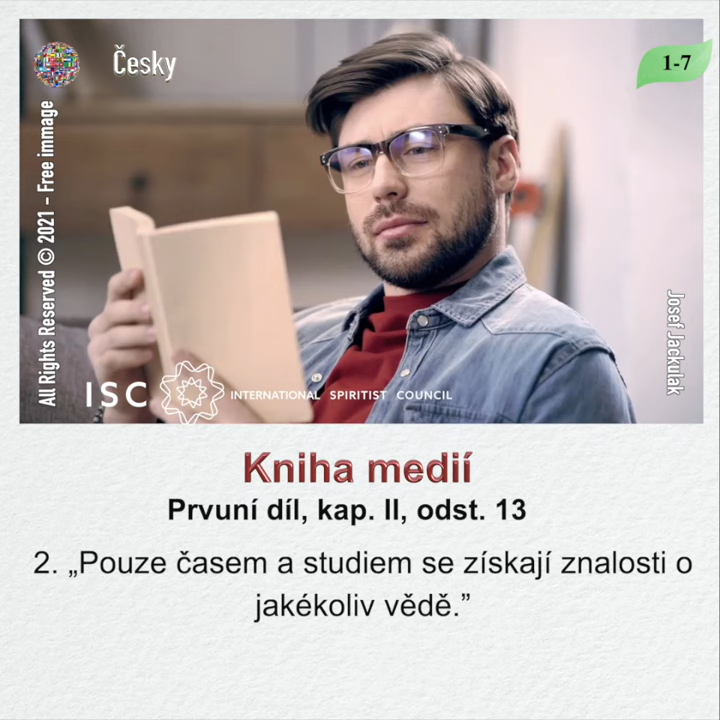 Česky
1-7
All Rights Reserved © 2021 – Free immage
Josef Jackulak
ISC INTERNATIONAL SPIRITIST COUNCIL
Kniha medií
Prvuní díl, kap. II, odst. 13
2. „Pouze časem a studiem se získají znalosti o
jakékoliv vědě.”